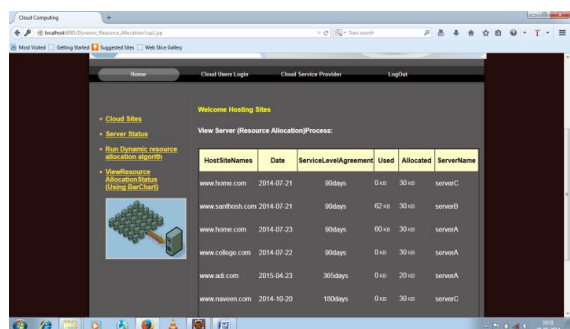 Cloud Computing
localhost:8080/Dynamic_Resource_Allocation/csp1.jsp
Most Visited Getting Started Suggested Sites Web Slice Gallery
Home Cloud Users Login Cloud Service Provider LogOut
Cloud Sites
Server Status
Run Dynamic resource
allocation algorith
ViewResource
AllocationStatus
(Using BarChart)
Welcome Hosting Sites
View Server (Resource Allocation)Process:
HostSiteNames Date ServiceLevelAgreement Used Allocated ServerName
www.home.com 2014-07-21 90days 0 KB 30 KB serverC
www.santhosh.com 2014-07-21 90days 62 KB 30 KB serverB
www.home.com 2014-07-23 90days 60 KB 30 KB serverA
www.college.com 2014-07-22 90days 0 KB 30 KB serverA
www.adi.com 2015-04-23 365days 0 KB 20 KB serverA
www.naveen.com 2014-10-20 180days 0 KB 30 KB serverC